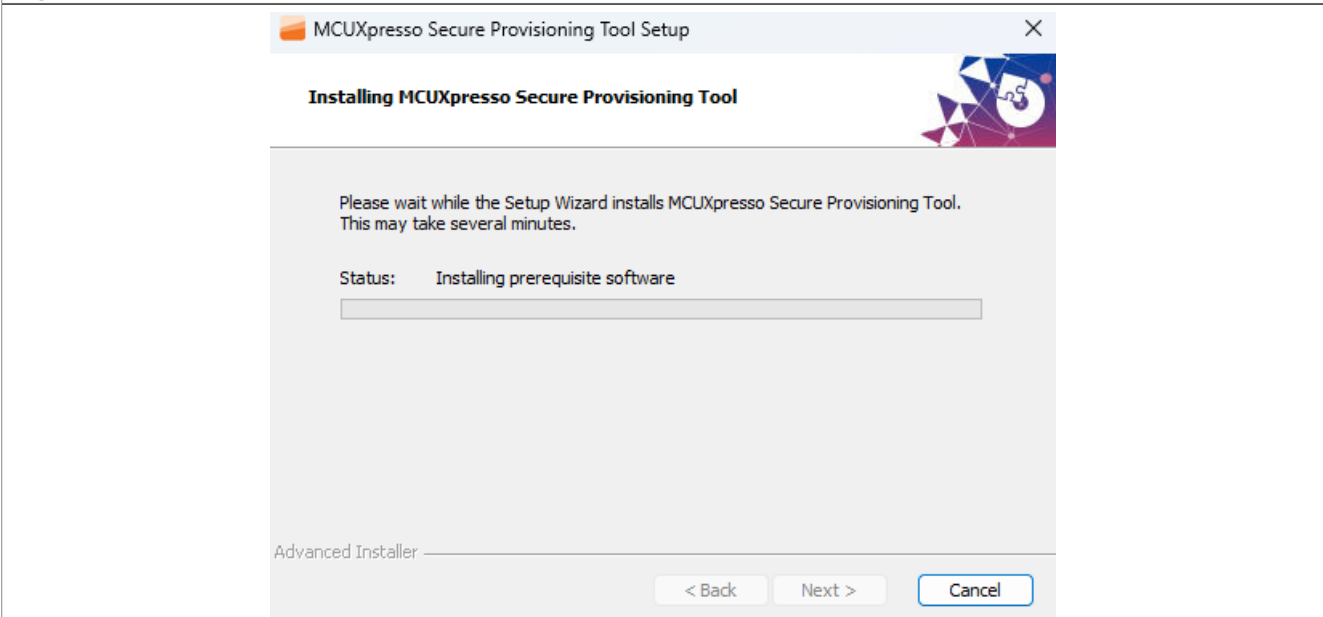 MCUXpresso Secure Provisioning Tool Setup
Installing MCUXpresso Secure Provisioning Tool
Please wait while the Setup Wizard installs MCUXpresso Secure Provisioning Tool.
This may take several minutes.
Status: Installing prerequisite software
Advanced Installer
< Back Next > Cancel